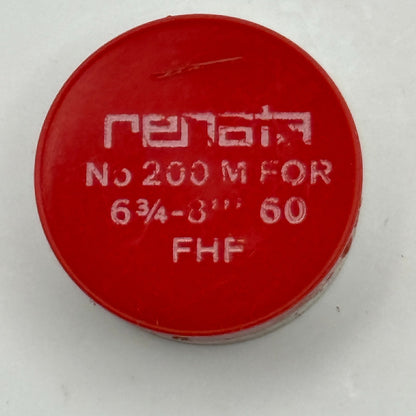 renata
No 200 M FOR
6¾-8''' 60
FHF